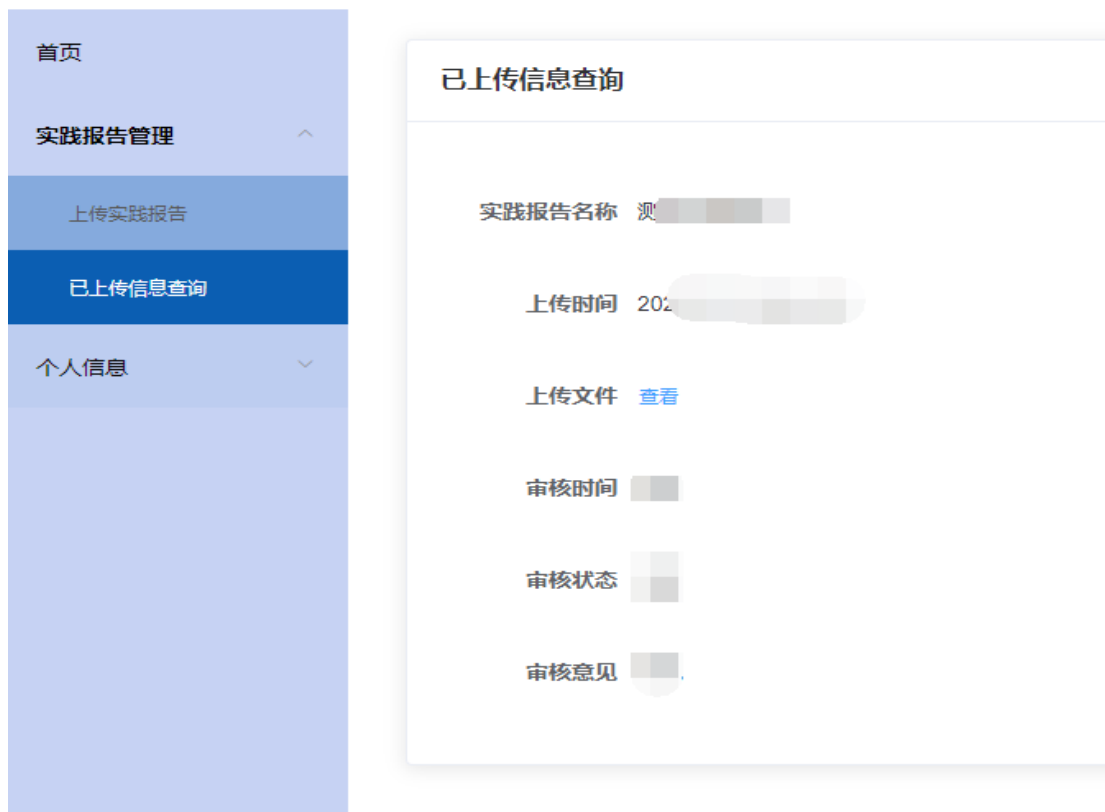 首页
实践报告管理
上传实践报告
已上传信息查询
个人信息
已上传信息查询
实践报告名称 测
上传时间 202
上传文件 查看
审核时间
审核状态
审核意见